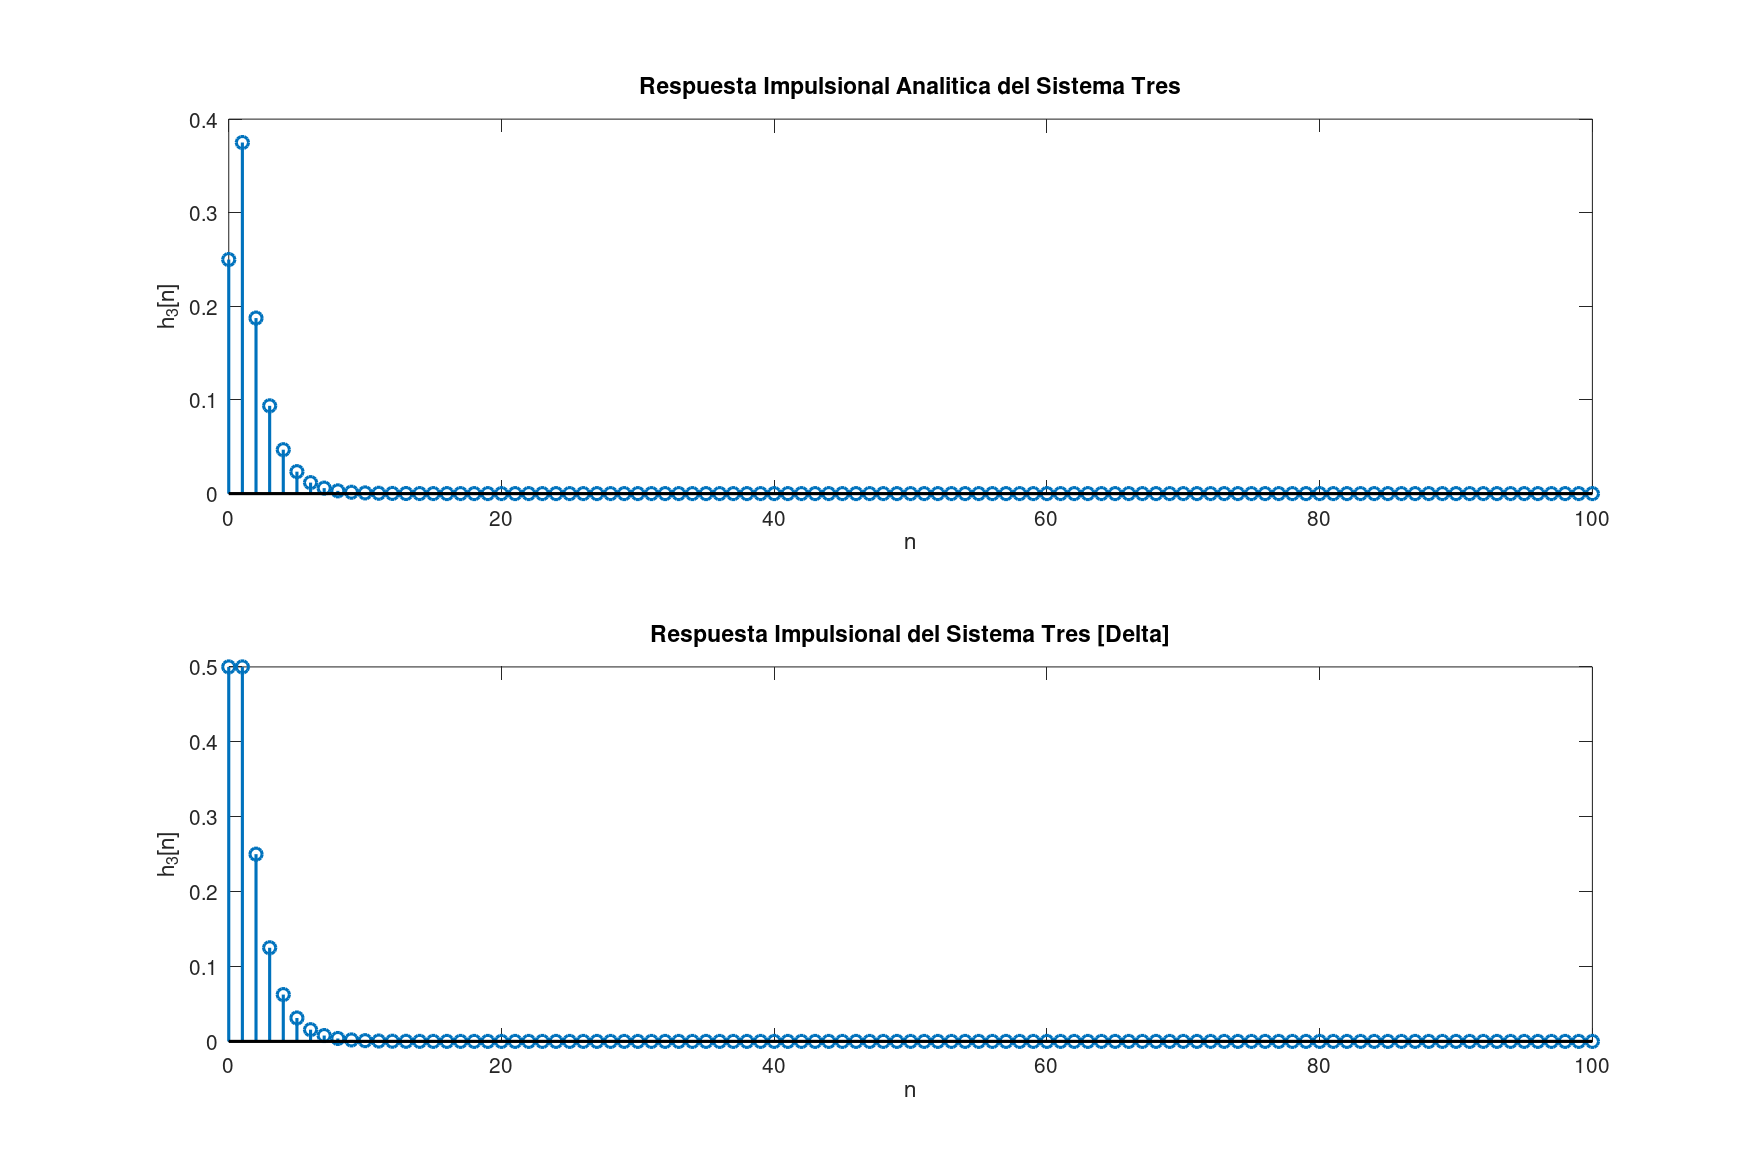 Respuesta Impulsional Analitica del Sistema Tres
0.4
0.3
0.2
0.1
0
h₃[n]
0 20 40 60 80 100
n
Respuesta Impulsional del Sistema Tres [Delta]
0.5
0.4
0.3
0.2
0.1
0
h₃[n]
0 20 40 60 80 100
n